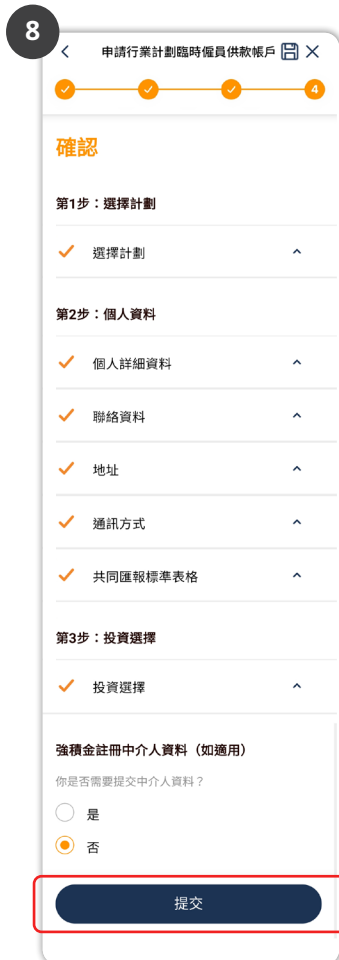 8
申請行業計劃臨時僱員供款帳戶
4
確認
第1步：選擇計劃
選擇計劃
第2步：個人資料
個人詳細資料
聯絡資料
地址
通訊方式
共同匯報標準表格
第3步：投資選擇
投資選擇
強積金註冊中介人資料（如適用）
你是否需要提交中介人資料？
是
否
提交